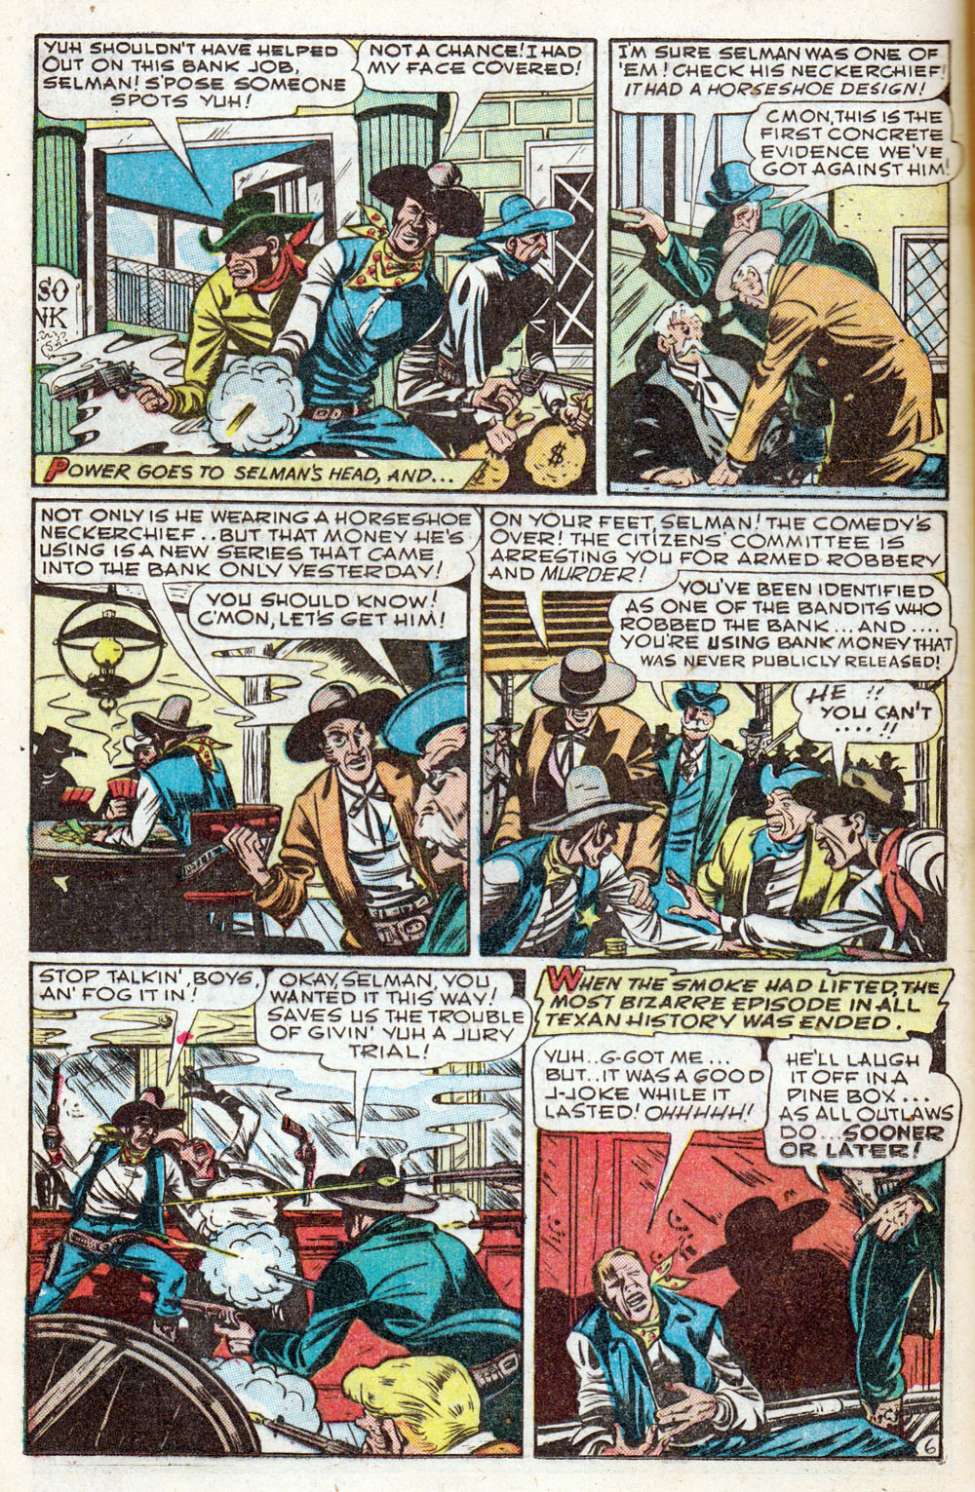 YUH SHOULDN'T HAVE HELPED
OUT ON THIS BANK JOB,
SELMAN! S'POSE SOMEONE
SPOTS YUH!
NOT A CHANCE! I HAD
MY FACE COVERED!
SO
NK
$
$
POWER GOES TO SELMAN'S HEAD, AND...
I'M SURE SELMAN WAS ONE OF
'EM! CHECK HIS NECKERCHIEF!
IT HAD A HORSESHOE DESIGN!
CMON, THIS IS THE
FIRST CONCRETE
EVIDENCE WE'VE
GOT AGAINST HIM!
NOT ONLY IS HE WEARING A HORSESHOE
NECKERCHIEF..BUT THAT MONEY HE'S
USING IS A NEW SERIES THAT CAME
INTO THE BANK ONLY YESTERDAY!
YOU SHOULD KNOW!
C'MON, LET'S GET HIM!
ON YOUR FEET, SELMAN! THE COMEDY'S
OVER! THE CITIZENS' COMMITTEE IS
ARRESTING YOU FOR ARMED ROBBERY
AND MURDER!
YOU'VE BEEN IDENTIFIED
AS ONE OF THE BANDITS WHO
ROBBED THE BANK...AND....
YOU'RE USING BANK MONEY THAT
WAS NEVER PUBLICLY RELEASED!
HE!!
YOU CAN'T
....!!
STOP TALKIN', BOYS,
AN' FOG IT IN!
OKAY, SELMAN, YOU
WANTED IT THIS WAY!
SAVES US THE TROUBLE
OF GIVIN' YUH A JURY
TRIAL!
WHEN THE SMOKE HAD LIFTED, THE
MOST BIZARRE EPISODE IN ALL
TEXAN HISTORY WAS ENDED.
YUH..G-GOT ME...
BUT..IT WAS A GOOD
J-JOKE WHILE IT
LASTED! OHHHHH!
HE'LL LAUGH
IT OFF IN A
PINE BOX...
AS ALL OUTLAWS
DO...SOONER
OR LATER!
6